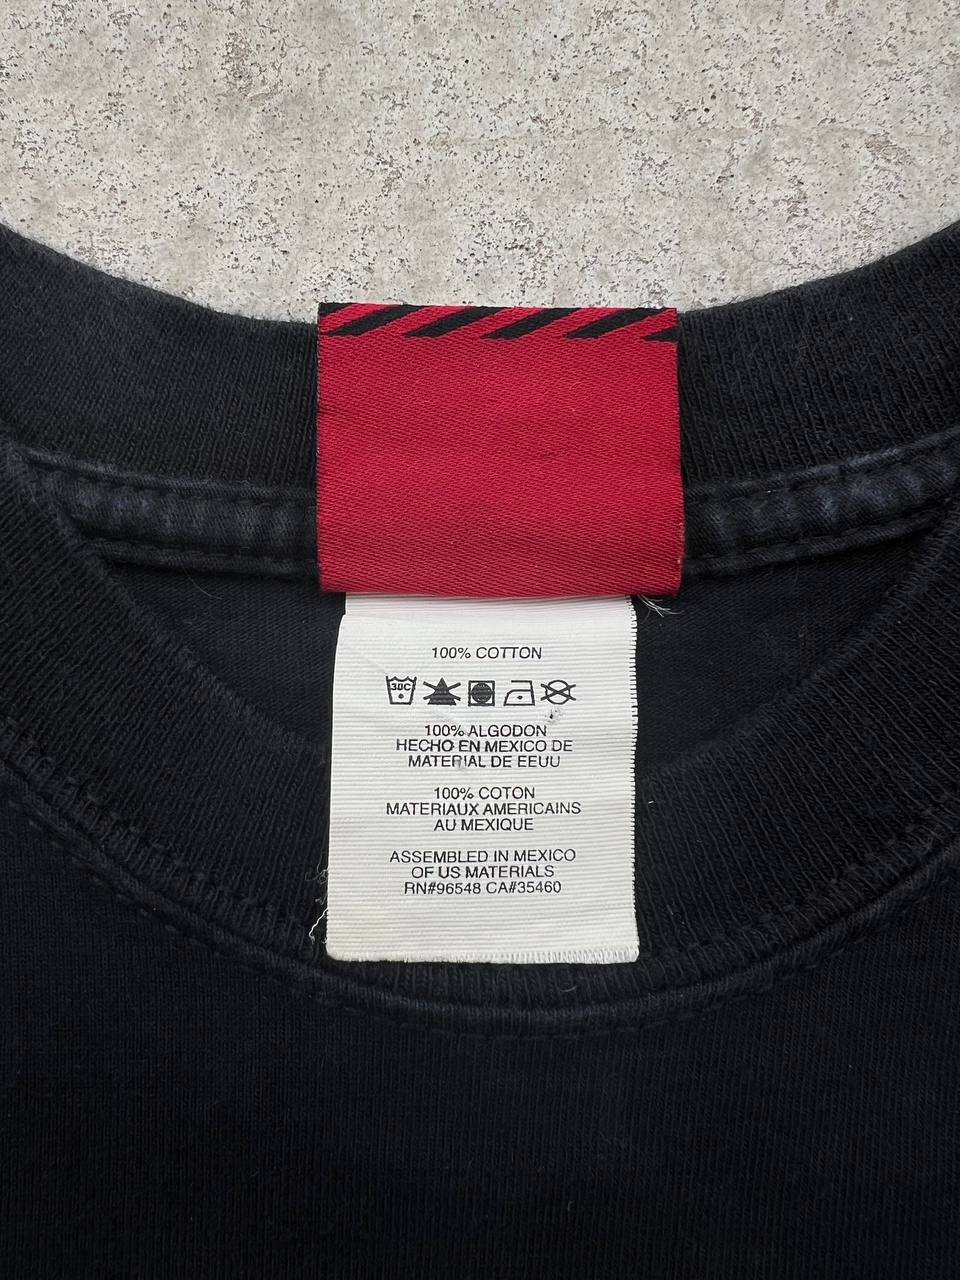 100% COTTON
30C
100% ALGODON
HECHO EN MEXICO DE
MATERIAL DE EEUU
100% COTON
MATERIAUX AMERICAINS
AU MEXIQUE
ASSEMBLED IN MEXICO
OF US MATERIALS
RN#96548 CA#35460